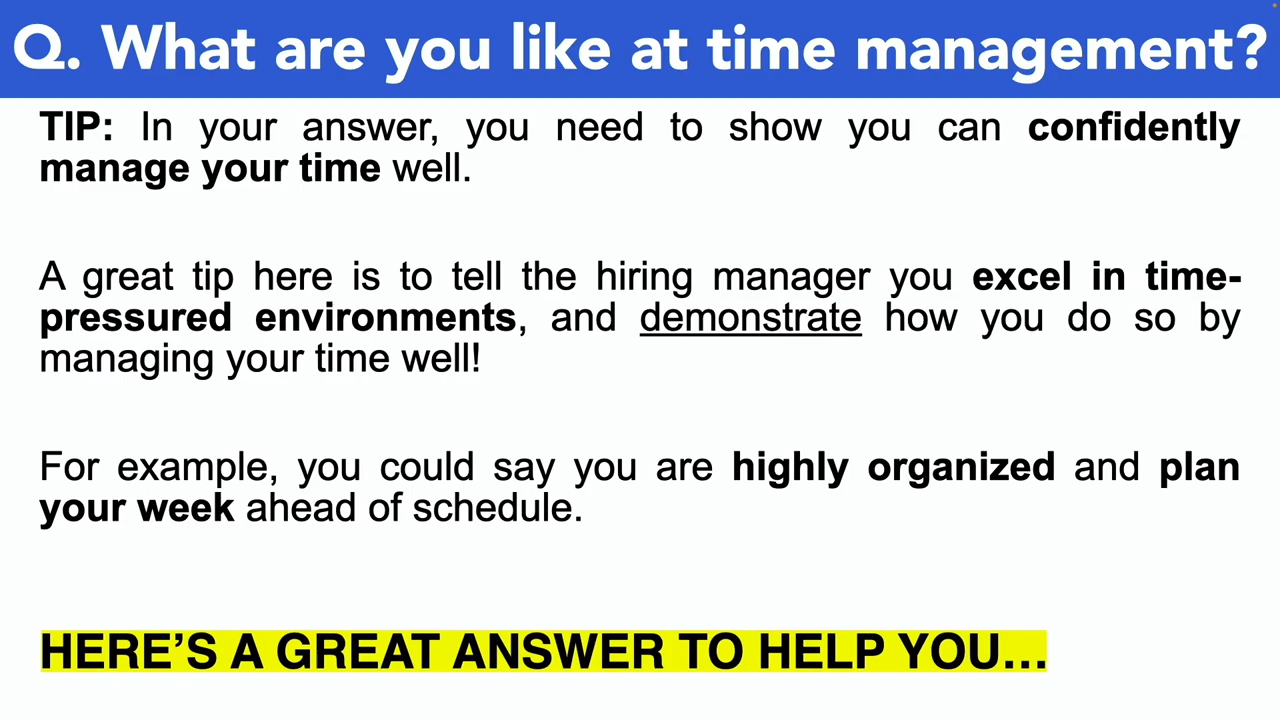 Q. What are you like at time management?
TIP: In your answer, you need to show you can confidently
manage your time well.
A great tip here is to tell the hiring manager you excel in time-
pressured environments, and demonstrate how you do so by
managing your time well!
For example, you could say you are highly organized and plan
your week ahead of schedule.
HERE’S A GREAT ANSWER TO HELP YOU…